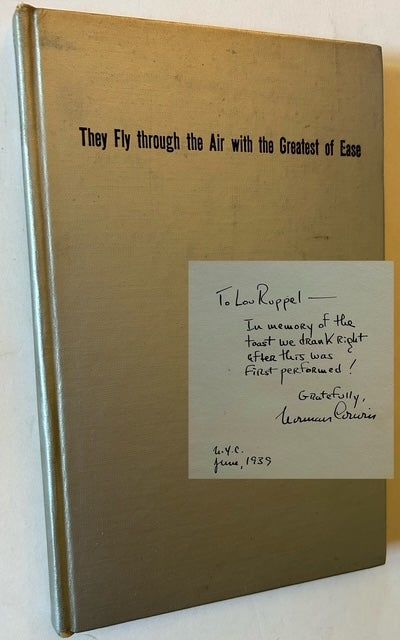 They Fly through the Air with the Greatest of Ease
To Lou Ruppel —
In memory of the
toast we drank right
after this was
first performed!
Gratefully,
Norman Corwin
N.Y.C.
June, 1939